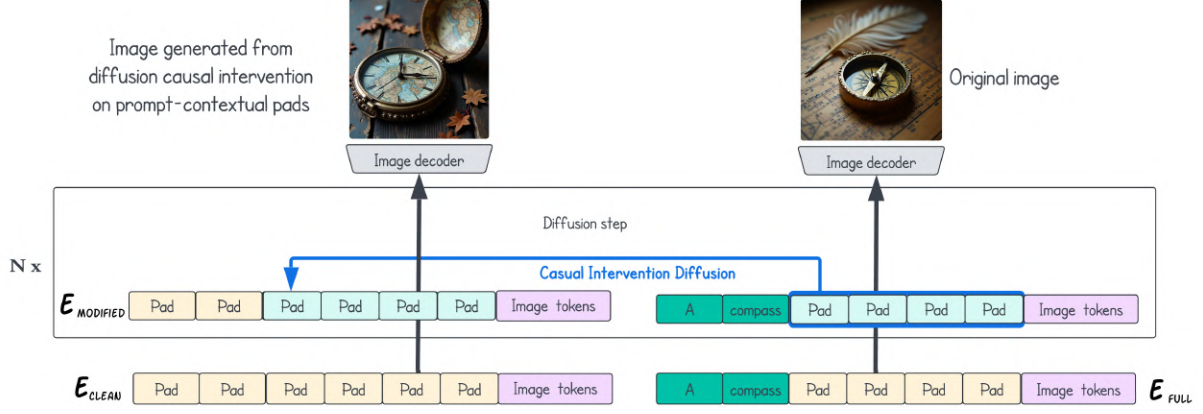 Image generated from
diffusion causal intervention
on prompt-contextual pads
Original image
Image decoder
Image decoder
Diffusion step
N x
Casual Intervention Diffusion
E MODIFIED Pad Pad Pad Pad Pad Pad Image tokens
A compass Pad Pad Pad Pad Image tokens
E CLEAN Pad Pad Pad Pad Pad Pad Image tokens
A compass Pad Pad Pad Pad Image tokens E FULL